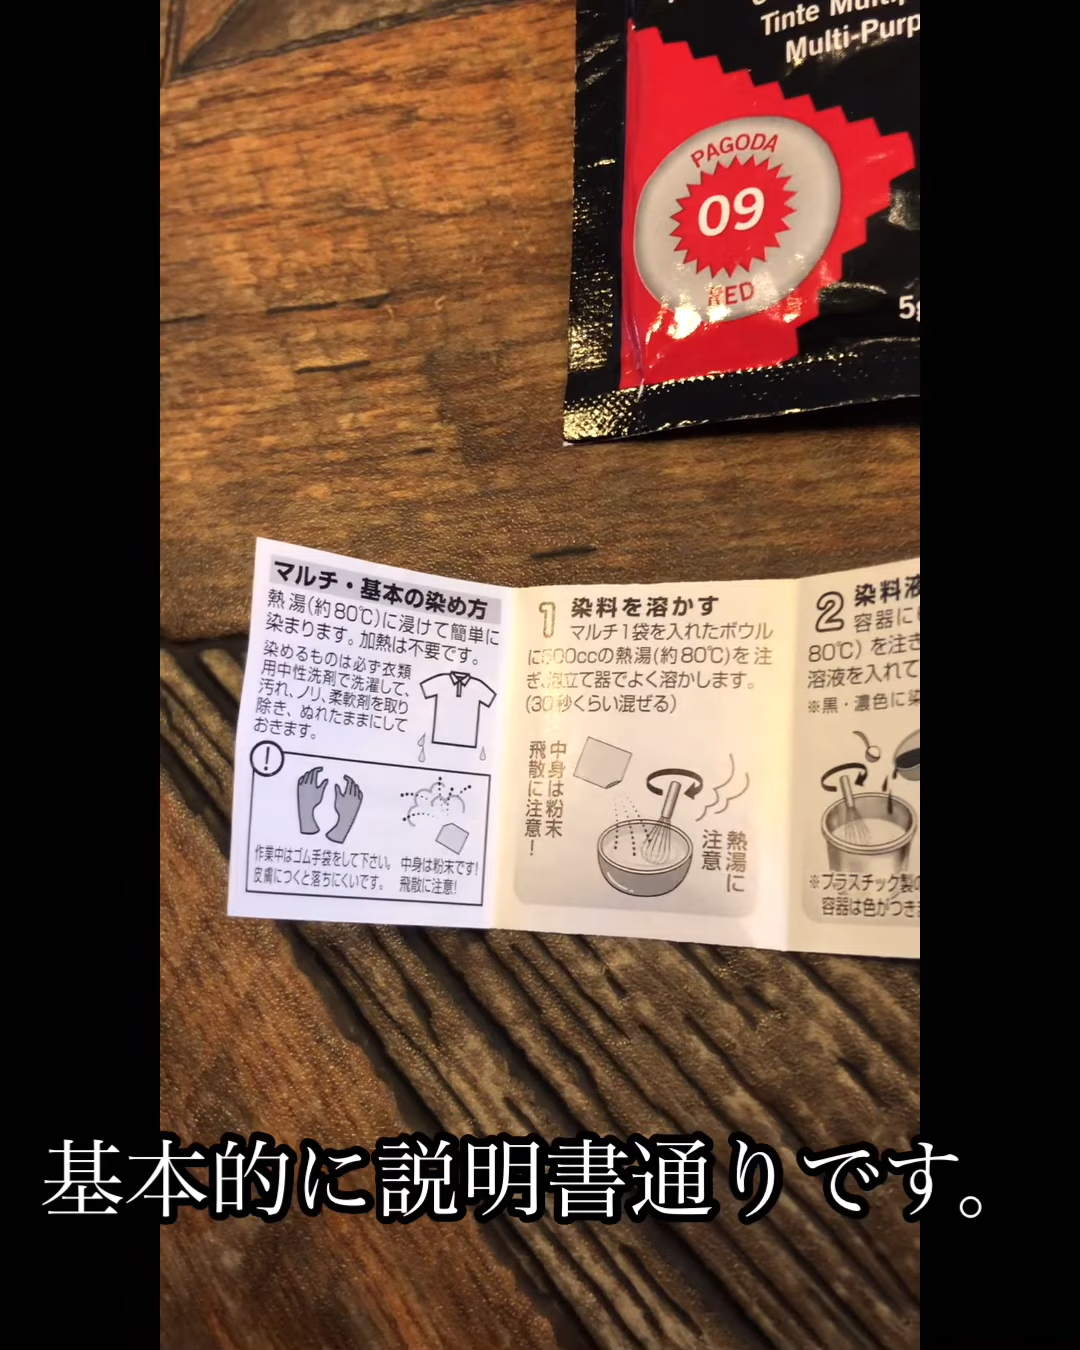 Tinte
PAGODA
09
RED
マルチ・基本の染め方
熱湯(約80℃)に浸けて簡単に
染まります。加熱は不要です。
染めるものは必ず衣類
用中性洗剤で洗濯して、
汚れ、ノリ、柔軟剤を取り
除き、ぬれたままにして
おきます。
作業中はゴム手袋をして下さい。
皮膚につくと落ちにくいです。
中身は粉末です!
飛散に注意!
1 染料を溶かす
マルチ1袋を入れたボウル
に500ccの熱湯(約80℃)を注
ぎ、泡立て器でよく溶かします。
(30秒くらい混ぜる)
中身は粉末
飛散に注意!
熱湯に
注意
2 染料液
容器に
80℃)を注ぎ
溶液を入れて
※黒・濃色に染
※プラスチック製の
容器は色がつき
基本的に説明書通りです。